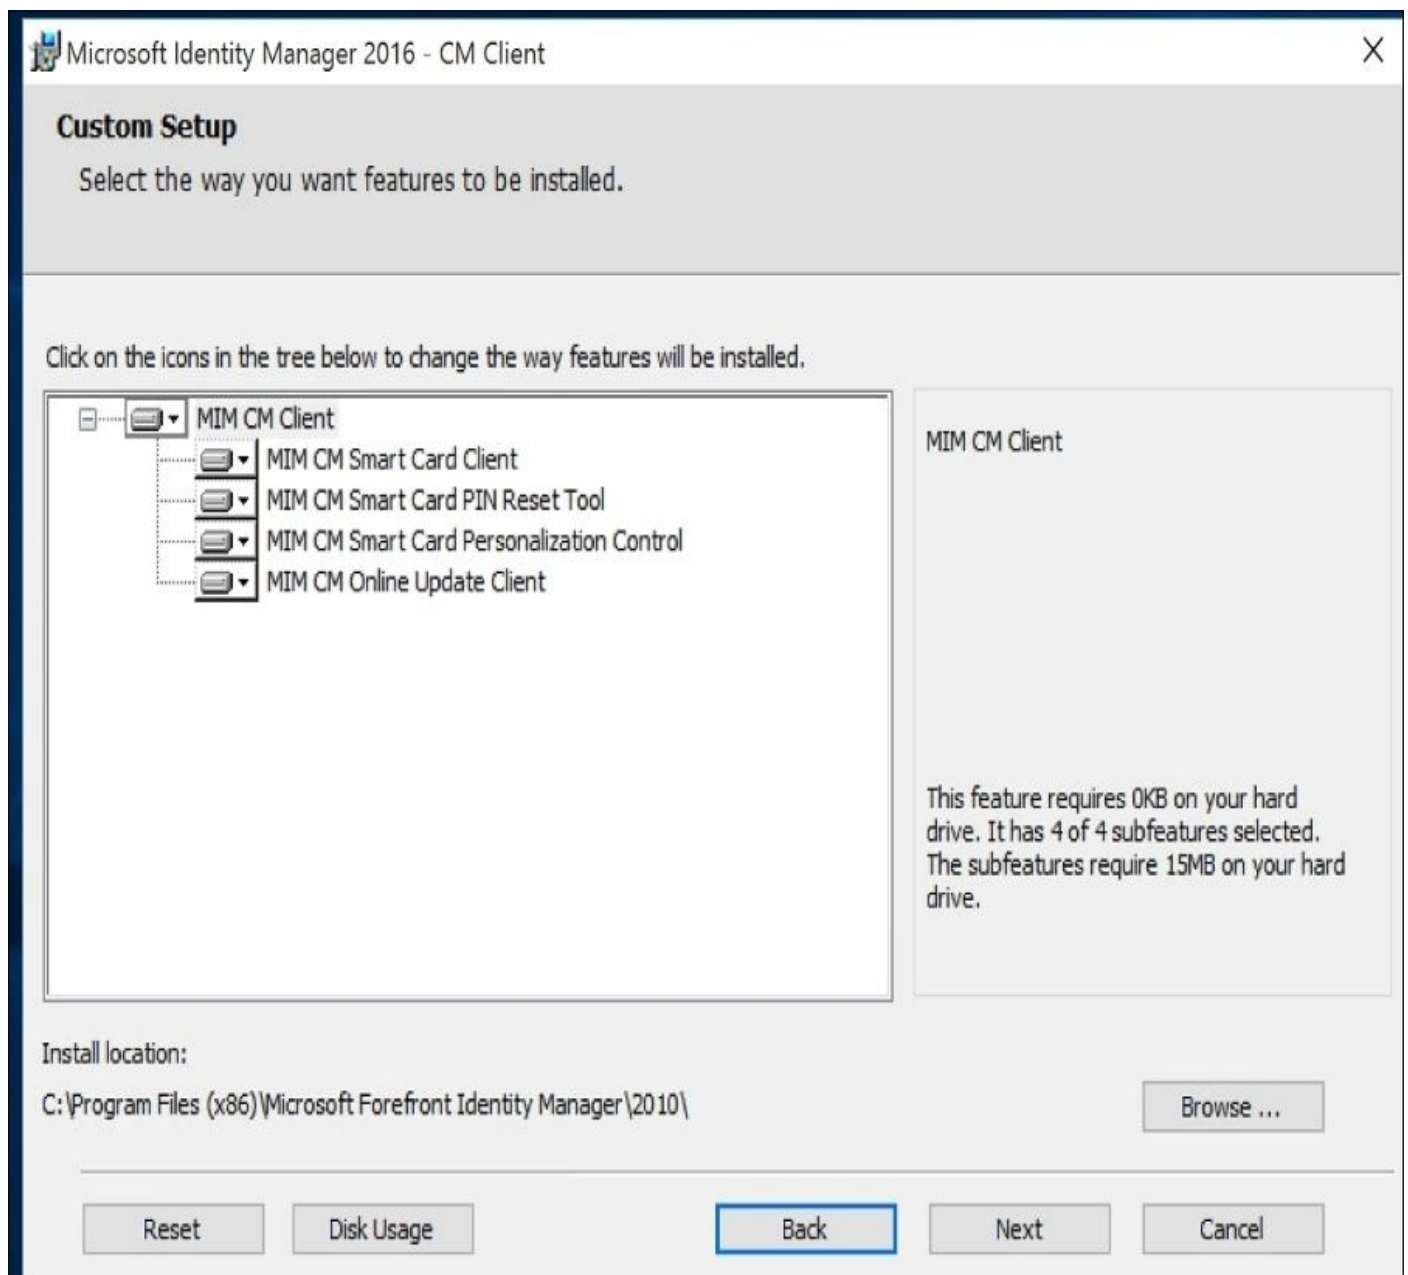 Microsoft Identity Manager 2016 - CM Client
Custom Setup
Select the way you want features to be installed.
Click on the icons in the tree below to change the way features will be installed.
MIM CM Client
MIM CM Smart Card Client
MIM CM Smart Card PIN Reset Tool
MIM CM Smart Card Personalization Control
MIM CM Online Update Client
MIM CM Client
This feature requires 0KB on your hard
drive. It has 4 of 4 subfeatures selected.
The subfeatures require 15MB on your hard
drive.
Install location:
C:\Program Files (x86)\Microsoft Forefront Identity Manager\2010\
Browse ...
Reset
Disk Usage
Back
Next
Cancel